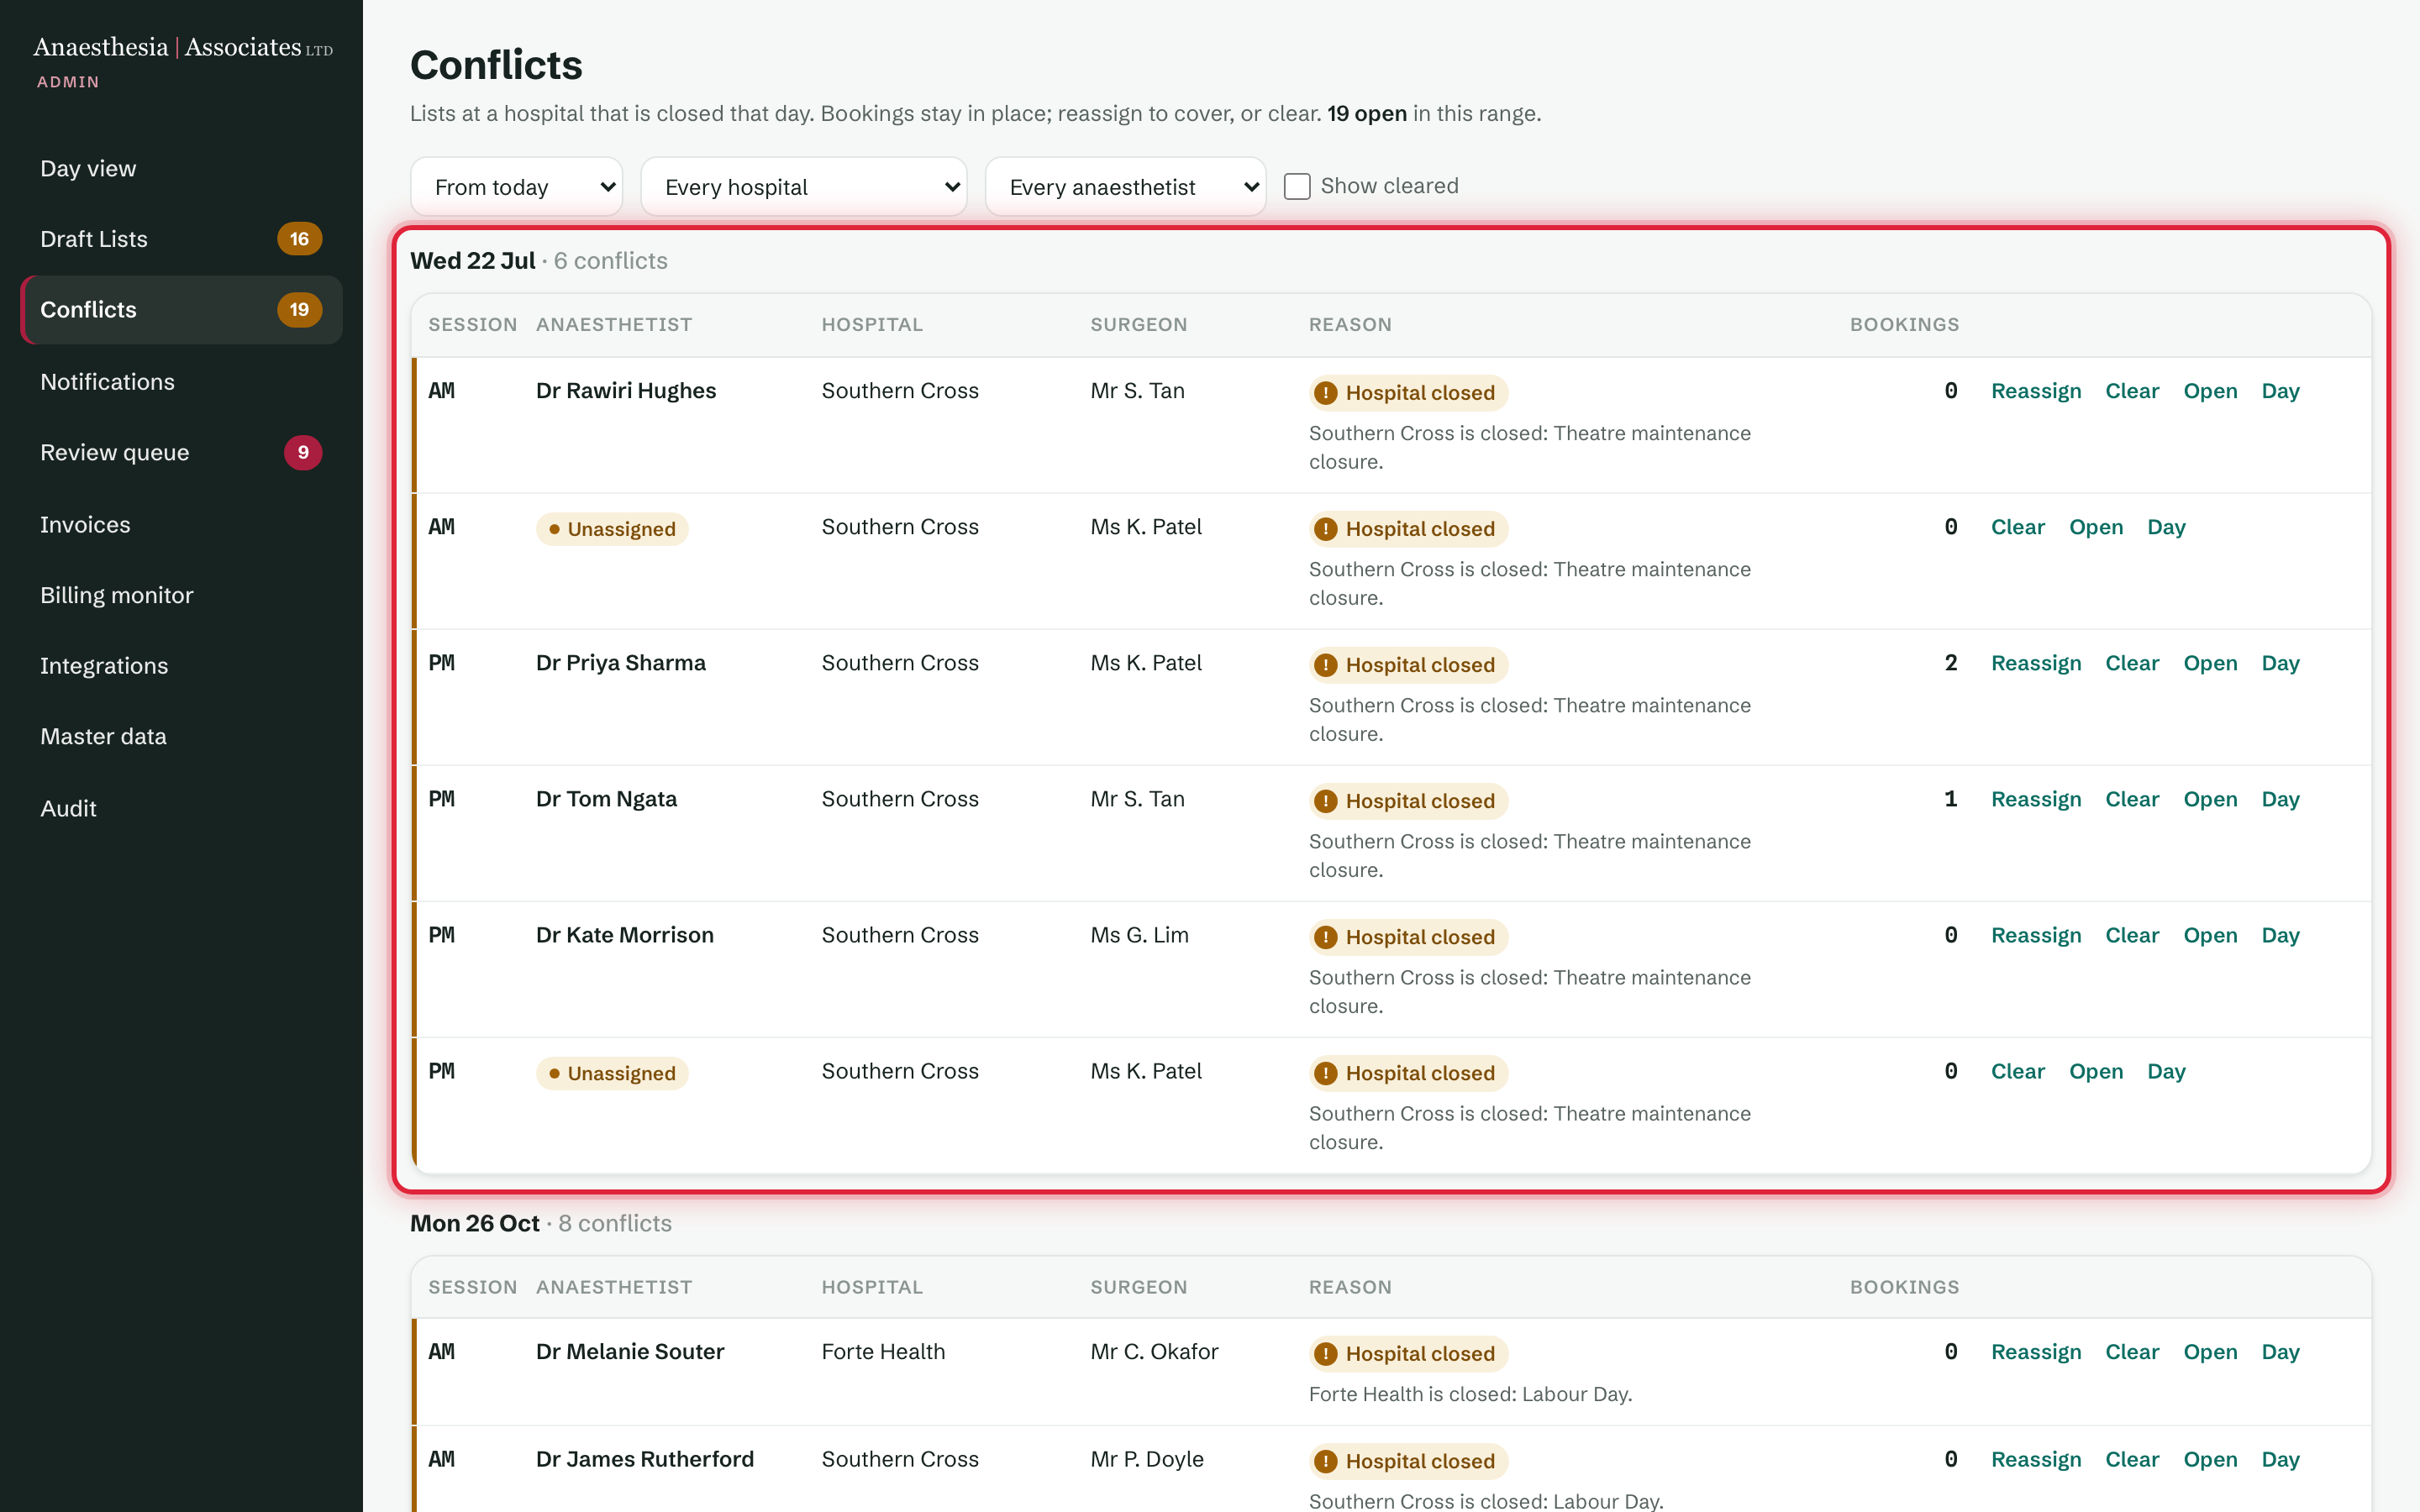 Anaesthesia | Associates LTD
ADMIN
Day view
Draft Lists 16
Conflicts 19
Notifications
Review queue 9
Invoices
Billing monitor
Integrations
Master data
Audit
Conflicts
Lists at a hospital that is closed that day. Bookings stay in place; reassign to cover, or clear. 19 open in this range.
From today Every hospital Every anaesthetist Show cleared
Wed 22 Jul · 6 conflicts
SESSION ANAESTHETIST HOSPITAL SURGEON REASON BOOKINGS
AM Dr Rawiri Hughes Southern Cross Mr S. Tan ! Hospital closed 0 Reassign Clear Open Day
Southern Cross is closed: Theatre maintenance
closure.
AM Unassigned Southern Cross Ms K. Patel ! Hospital closed 0 Clear Open Day
Southern Cross is closed: Theatre maintenance
closure.
PM Dr Priya Sharma Southern Cross Ms K. Patel ! Hospital closed 2 Reassign Clear Open Day
Southern Cross is closed: Theatre maintenance
closure.
PM Dr Tom Ngata Southern Cross Mr S. Tan ! Hospital closed 1 Reassign Clear Open Day
Southern Cross is closed: Theatre maintenance
closure.
PM Dr Kate Morrison Southern Cross Ms G. Lim ! Hospital closed 0 Reassign Clear Open Day
Southern Cross is closed: Theatre maintenance
closure.
PM Unassigned Southern Cross Ms K. Patel ! Hospital closed 0 Clear Open Day
Southern Cross is closed: Theatre maintenance
closure.
Mon 26 Oct · 8 conflicts
SESSION ANAESTHETIST HOSPITAL SURGEON REASON BOOKINGS
AM Dr Melanie Souter Forte Health Mr C. Okafor ! Hospital closed 0 Reassign Clear Open Day
Forte Health is closed: Labour Day.
AM Dr James Rutherford Southern Cross Mr P. Doyle ! Hospital closed 0 Reassign Clear Open Day
Southern Cross is closed: Labour Day.